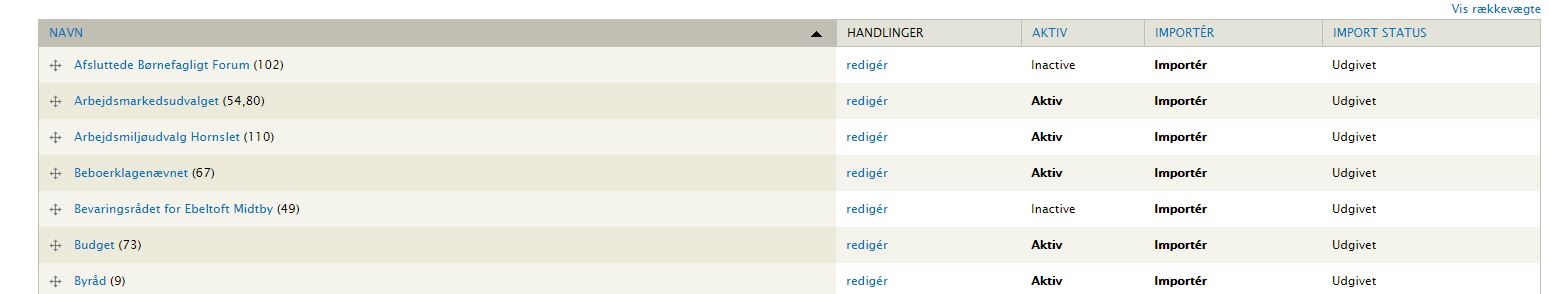 Vis rækkevægte
NAVN HANDLINGER AKTIV IMPORTÉR IMPORT STATUS
Afsluttede Børnefagligt Forum (102) redigér Inactive Importér Udgivet
Arbejdsmarkedsudvalget (54,80) redigér Aktiv Importér Udgivet
Arbejdsmiljøudvalg Hornslet (110) redigér Aktiv Importér Udgivet
Beboerklagenævnet (67) redigér Aktiv Importér Udgivet
Bevaringsrådet for Ebeltoft Midtby (49) redigér Inactive Importér Udgivet
Budget (73) redigér Aktiv Importér Udgivet
Byråd (9) redigér Aktiv Importér Udgivet